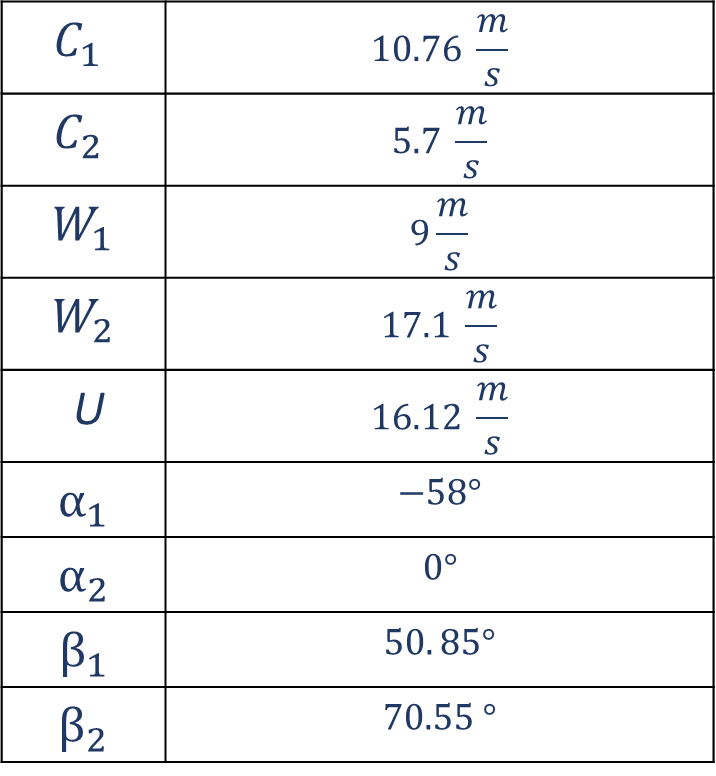 C₁ 10.76 m/s
C₂ 5.7 m/s
W₁ 9 m/s
W₂ 17.1 m/s
U 16.12 m/s
α₁ −58°
α₂ 0°
β₁ 50.85°
β₂ 70.55 °